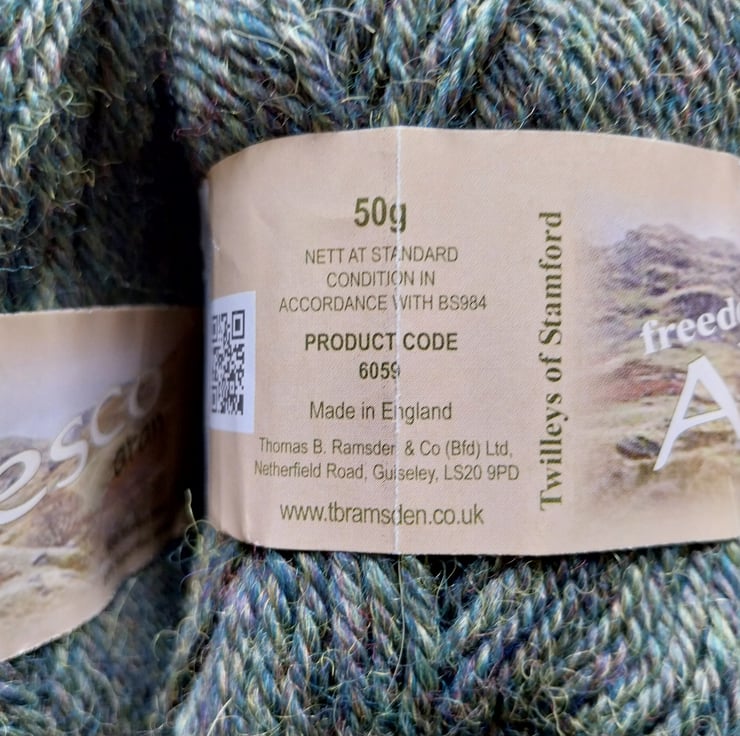 50g
NETT AT STANDARD
CONDITION IN
ACCORDANCE WITH BS984
PRODUCT CODE
6059
Made in England
Thomas B. Ramsden & Co (Bfd) Ltd,
Netherfield Road, Guiseley, LS20 9PD
www.tbramsden.co.uk
Twilleys of Stamford
freed
A
esco
aran